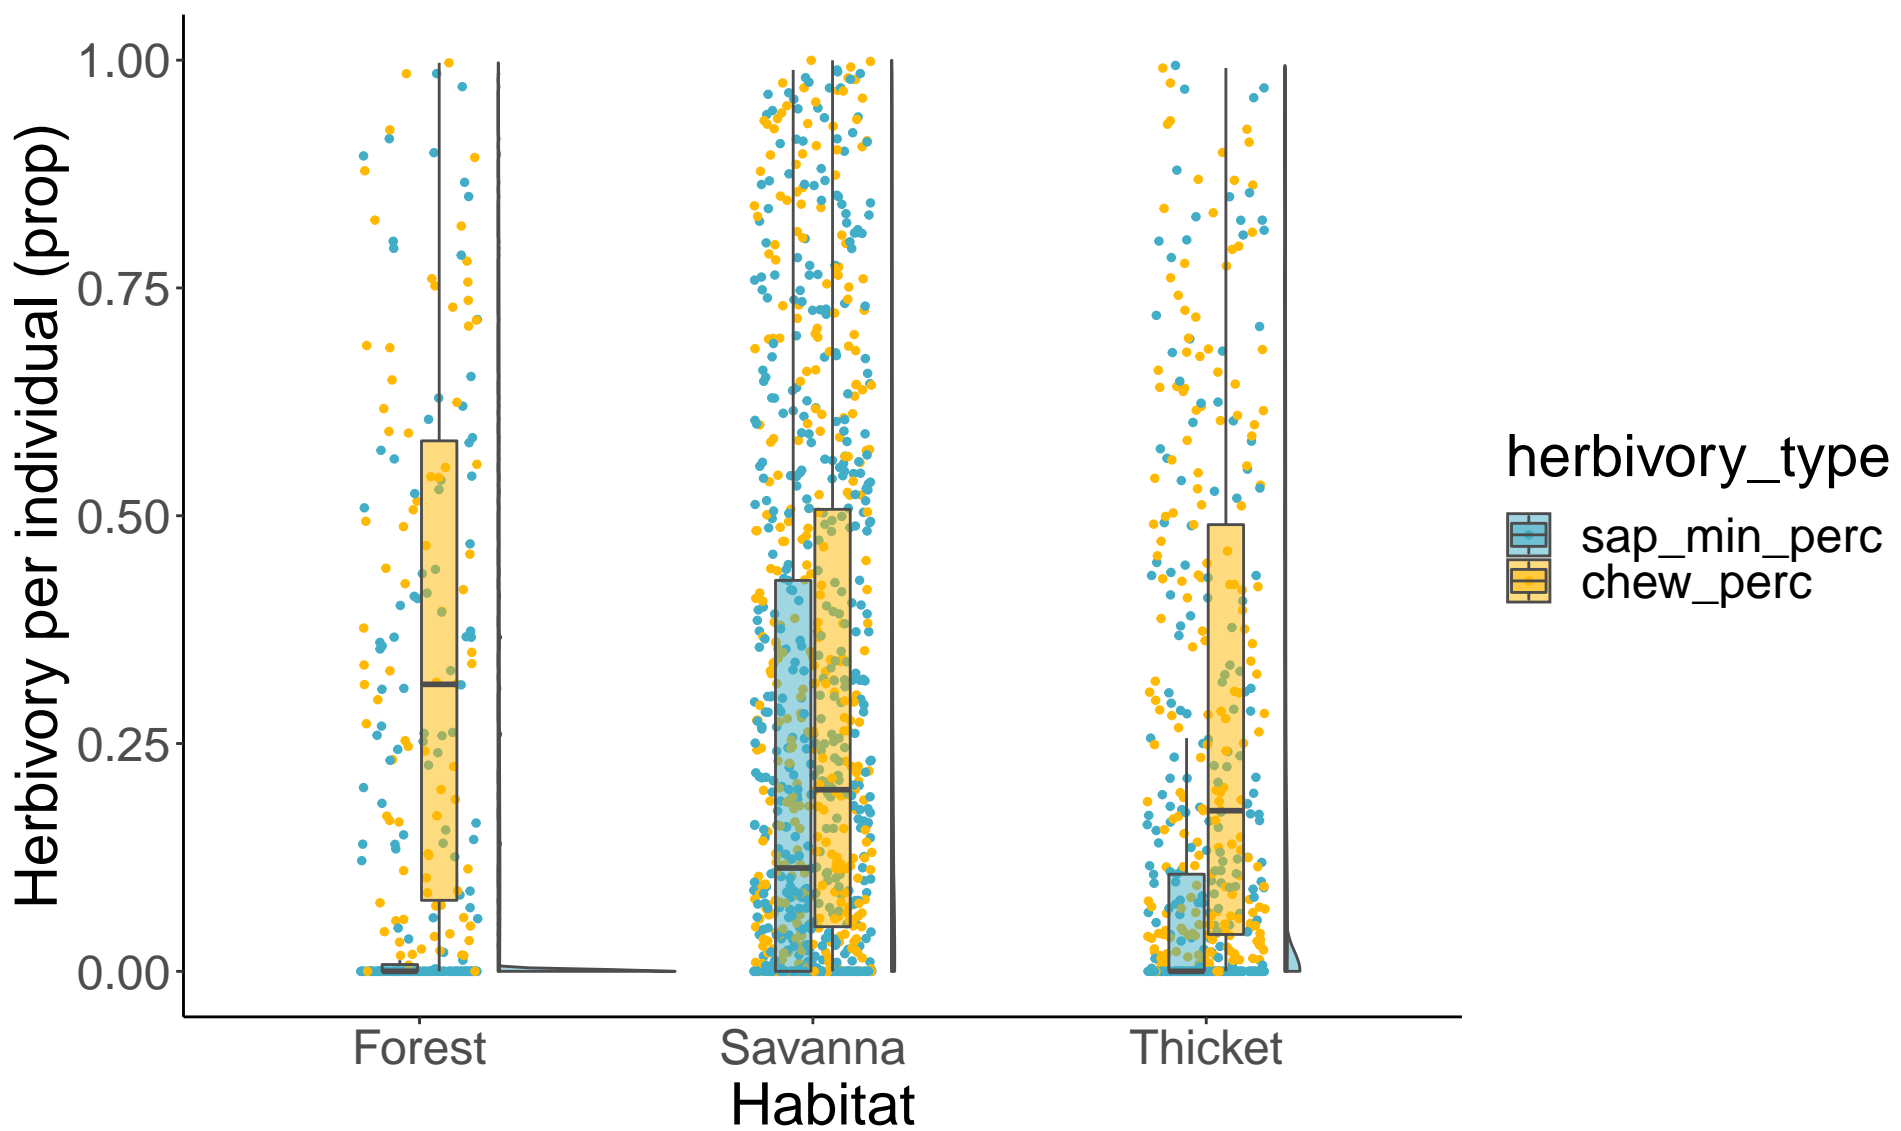 Herbivory per individual (prop)
1.00
0.75
0.50
0.25
0.00
Forest
Savanna
Thicket
Habitat
herbivory_type
sap_min_perc
chew_perc